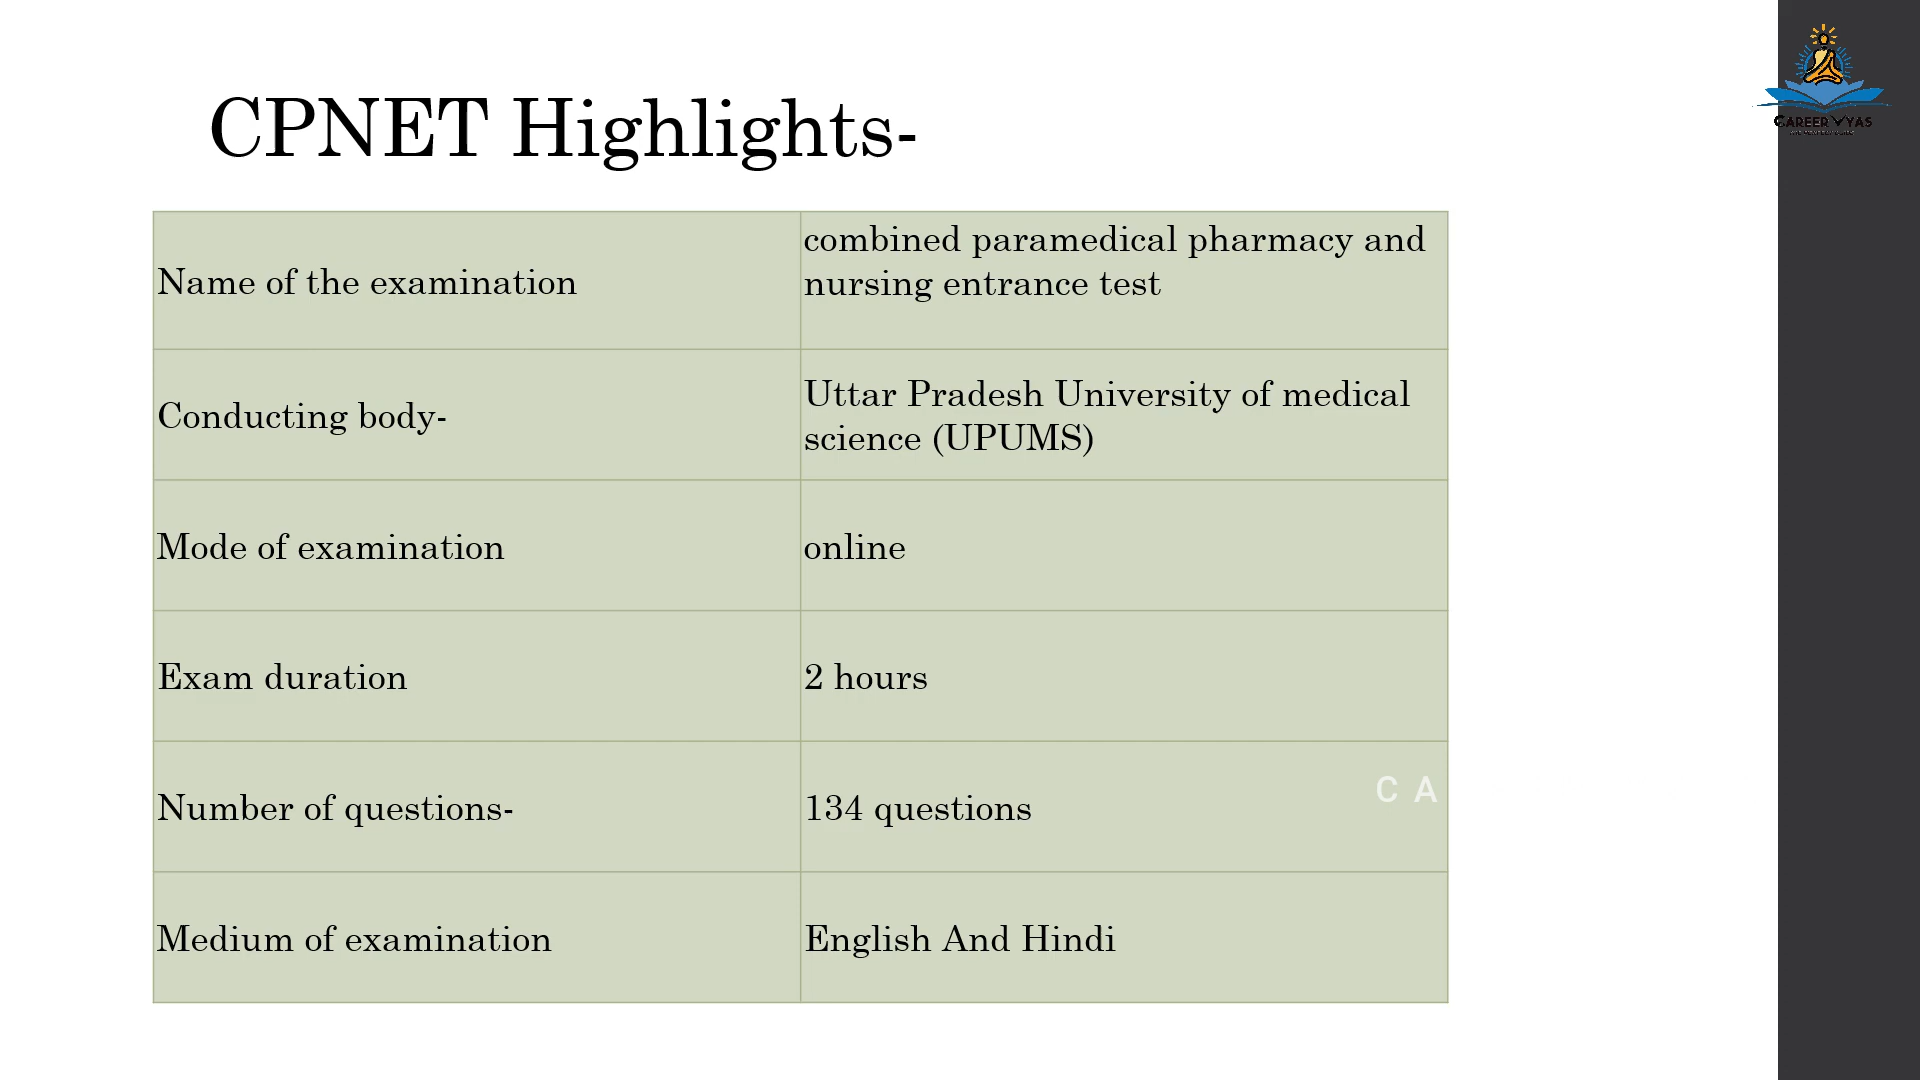 CPNET Highlights-
Name of the examination
combined paramedical pharmacy and
nursing entrance test
Conducting body-
Uttar Pradesh University of medical
science (UPUMS)
Mode of examination
online
Exam duration
2 hours
Number of questions-
134 questions
Medium of examination
English And Hindi
C A
CAREER VYAS